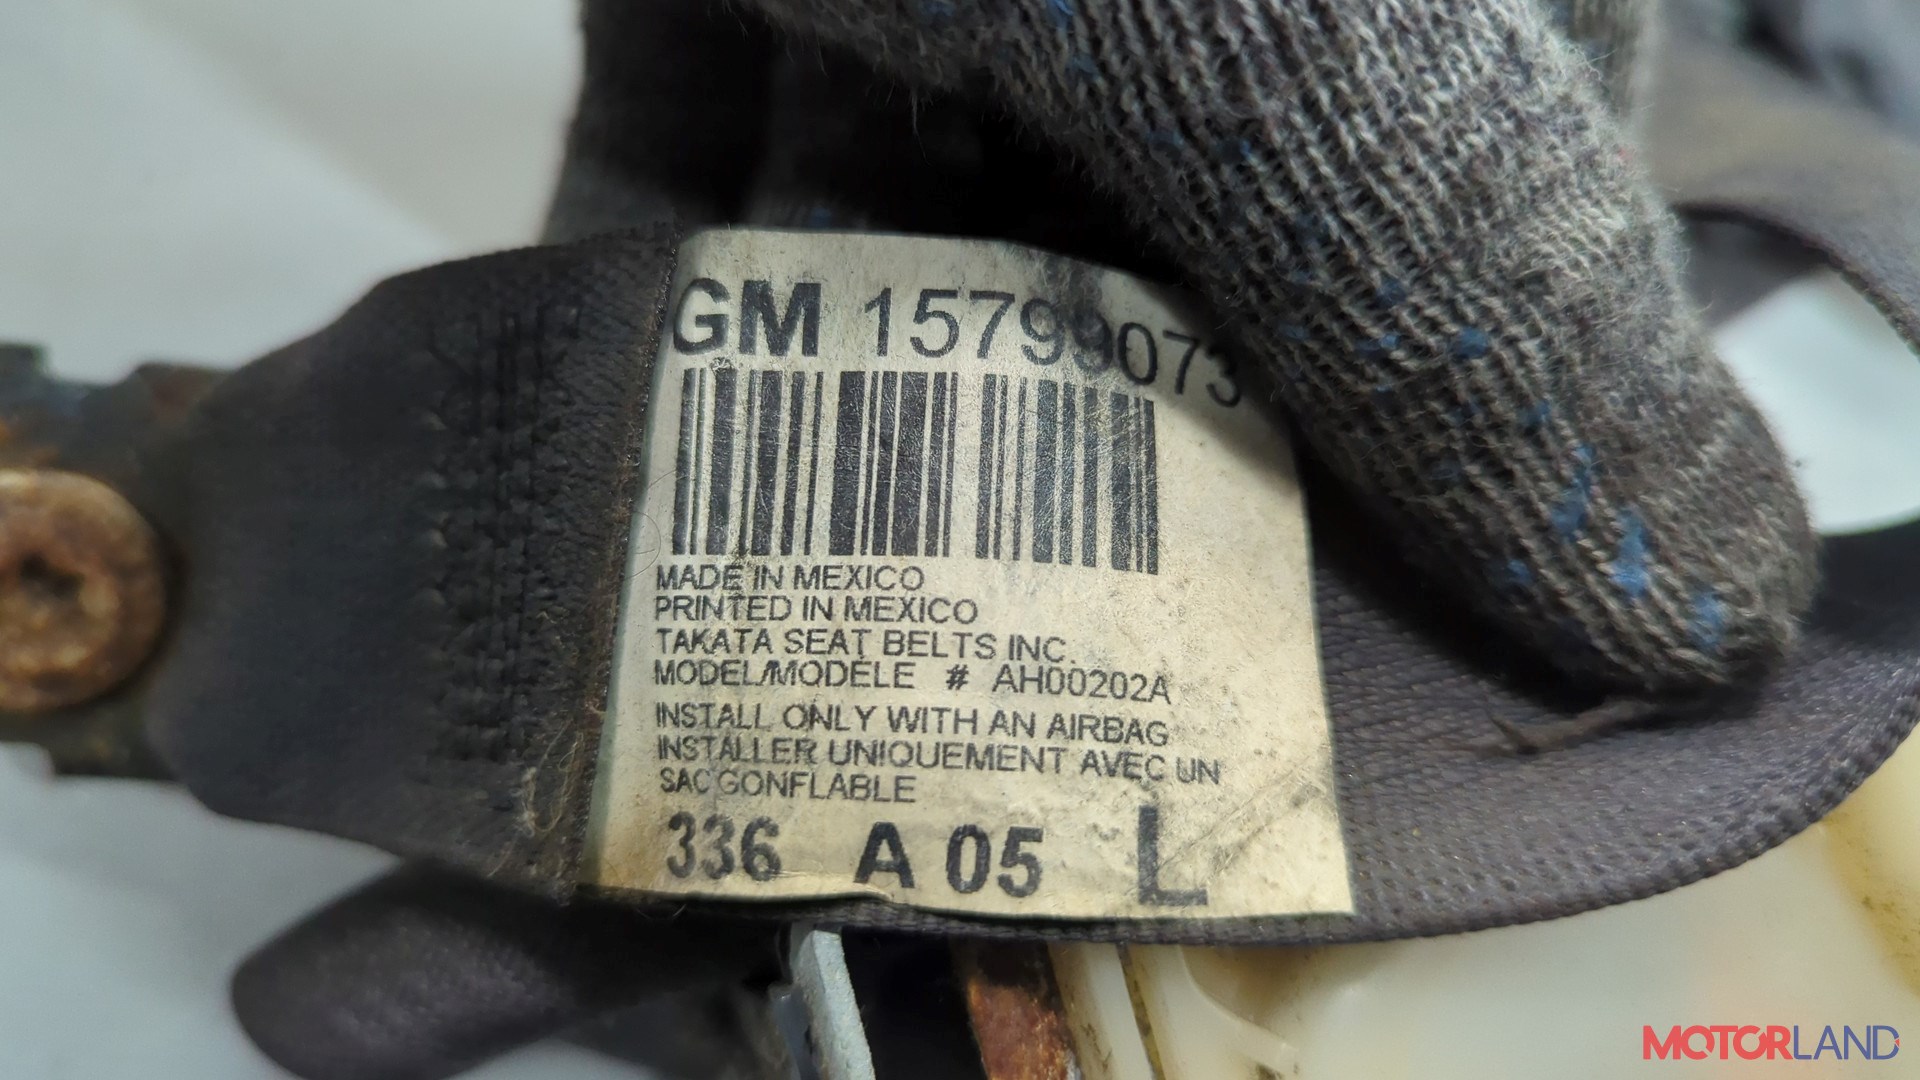 GM 15799073
MADE IN MEXICO
PRINTED IN MEXICO
TAKATA SEAT BELTS INC.
MODEL/MODÈLE # AH00202A
INSTALL ONLY WITH AN AIRBAG
INSTALLER UNIQUEMENT AVEC UN
SAC GONFLABLE
336 A 05 L
MOTORLAND